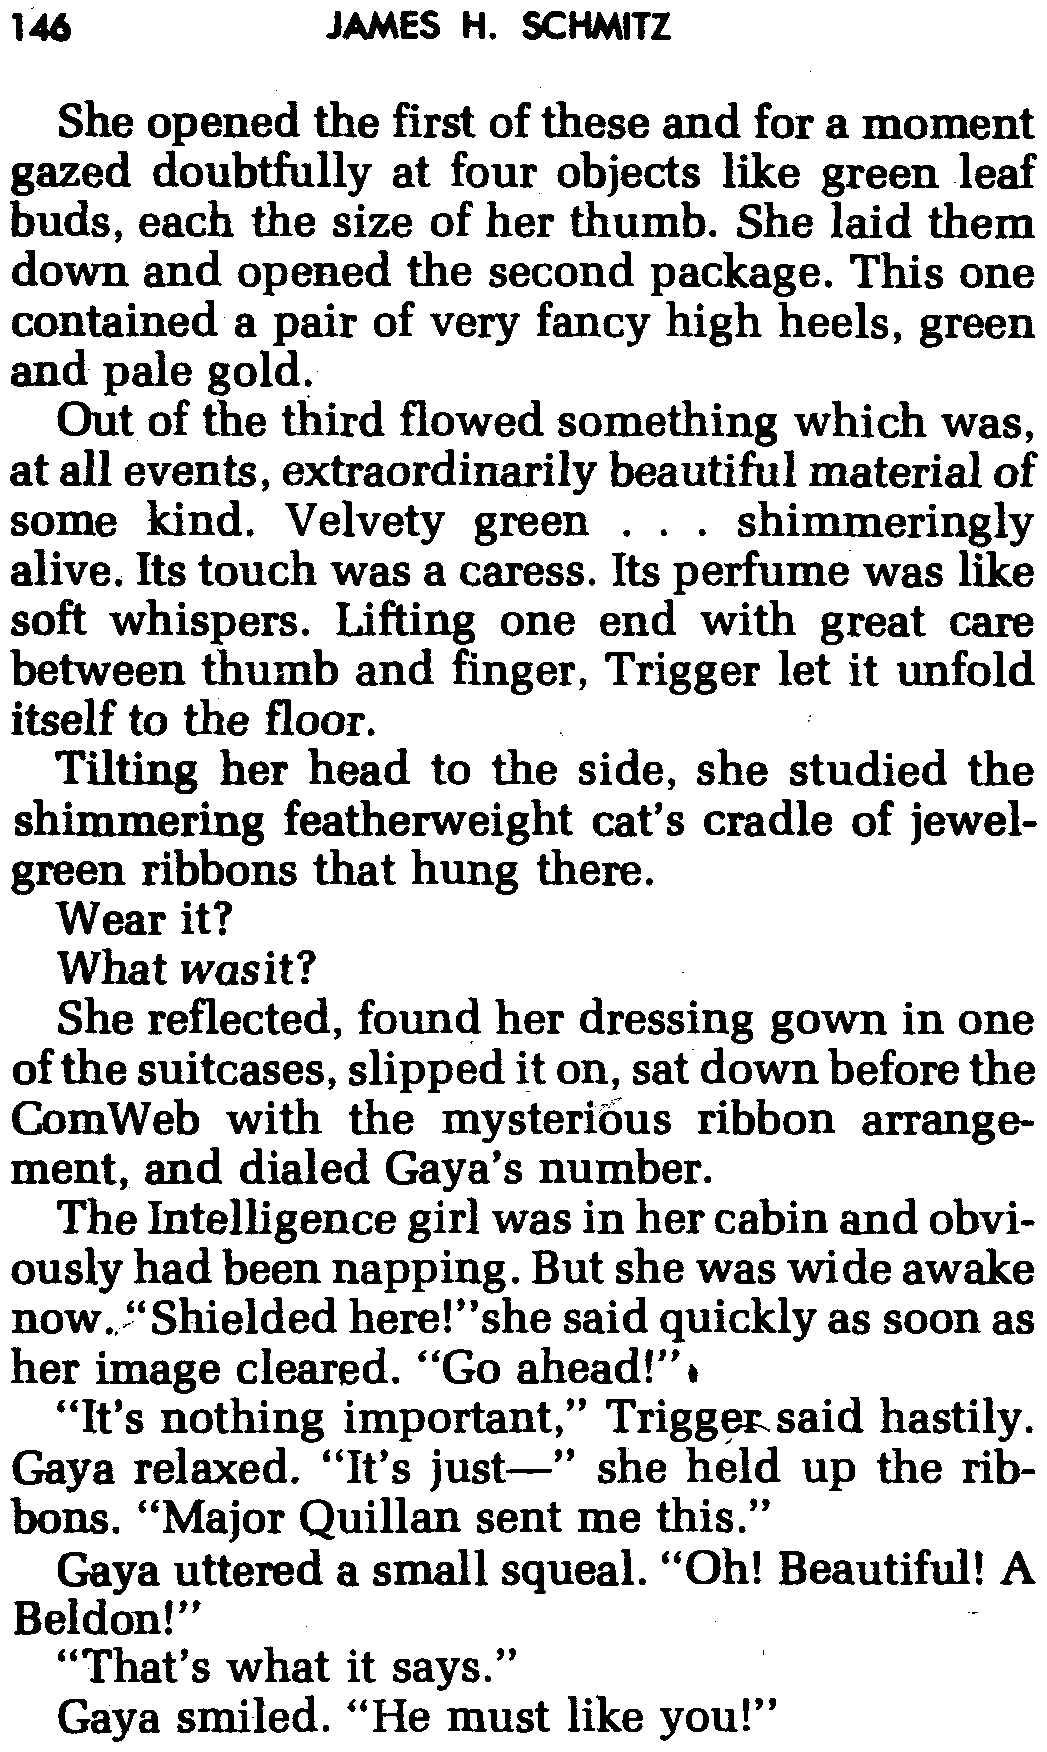 146 JAMES H. SCHMITZ
She opened the first of these and for a moment
gazed doubtfully at four objects like green leaf
buds, each the size of her thumb. She laid them
down and opened the second package. This one
contained a pair of very fancy high heels, green
and pale gold.
Out of the third flowed something which was,
at all events, extraordinarily beautiful material of
some kind. Velvety green . . . shimmeringly
alive. Its touch was a caress. Its perfume was like
soft whispers. Lifting one end with great care
between thumb and finger, Trigger let it unfold
itself to the floor.
Tilting her head to the side, she studied the
shimmering featherweight cat's cradle of jewel-
green ribbons that hung there.
Wear it?
What was it?
She reflected, found her dressing gown in one
of the suitcases, slipped it on, sat down before the
ComWeb with the mysterious ribbon arrange-
ment, and dialed Gaya's number.
The Intelligence girl was in her cabin and obvi-
ously had been napping. But she was wide awake
now. "Shielded here!" she said quickly as soon as
her image cleared. "Go ahead!"
"It's nothing important," Trigger said hastily.
Gaya relaxed. "It's just—" she held up the rib-
bons. "Major Quillan sent me this."
Gaya uttered a small squeal. "Oh! Beautiful! A
Beldon!"
"That's what it says."
Gaya smiled. "He must like you!"